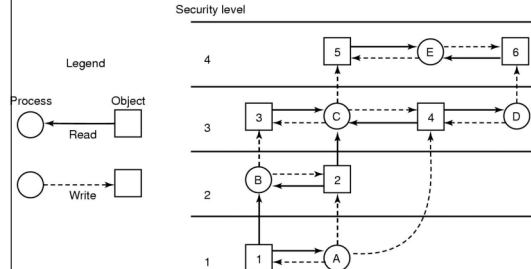 Security level
4
5
E
6
Legend
Process
Object
Read
3
3
C
4
D
Write
2
B
2
1
1
A